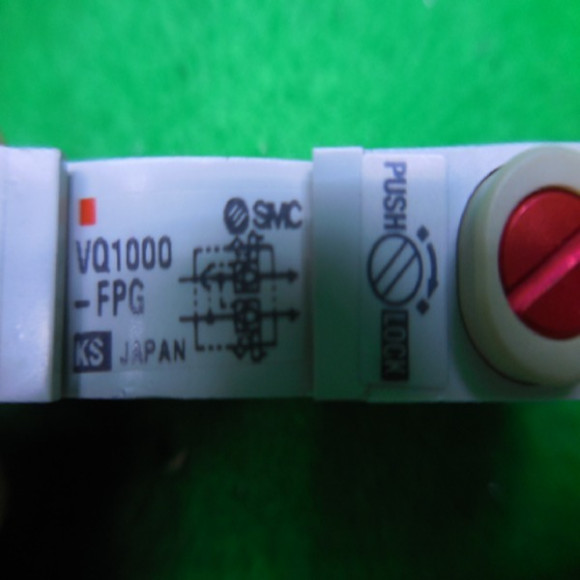 SMC
VQ1000
-FPG
KS JAPAN
PUSH
LOCK